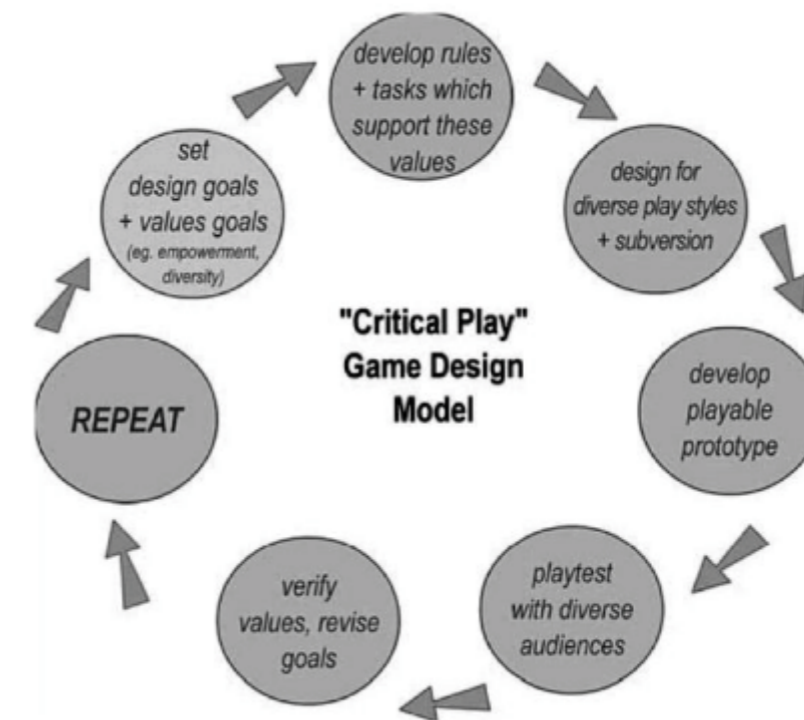 develop rules
+ tasks which
support these
values
design for
diverse play styles
+ subversion
develop
playable
prototype
playtest
with diverse
audiences
verify
values, revise
goals
REPEAT
set
design goals
+ values goals
(eg. empowerment,
diversity)
"Critical Play"
Game Design
Model